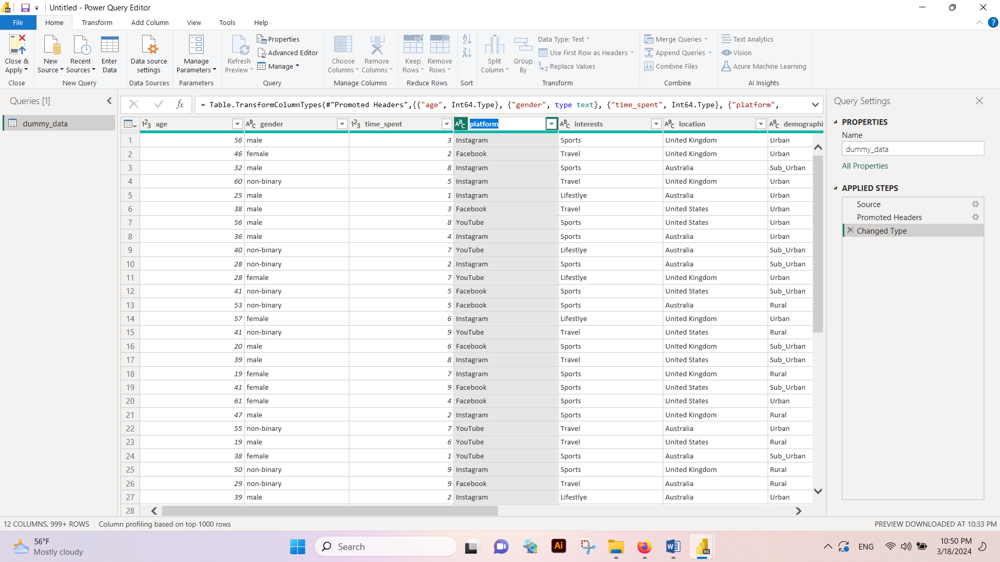 Untitled - Power Query Editor
File Home Transform Add Column View Tools Help
Close & Apply
New Source
Recent Sources
Enter Data
Data source settings
Manage Parameters
Refresh Preview
Properties
Advanced Editor
Manage
Choose Columns
Remove Columns
Keep Rows
Remove Rows
Split Column
Group By
Data Type: Text
Use First Row as Headers
Replace Values
Merge Queries
Append Queries
Combine Files
Text Analytics
Vision
Azure Machine Learning
Close New Query Data Sources Parameters Query Manage Columns Reduce Rows Sort Transform Combine AI Insights
Queries [1]
dummy_data
= Table.TransformColumnTypes(#"Promoted Headers",{{"age", Int64.Type}, {"gender", type text}, {"time_spent", Int64.Type}, {"platform",
age gender time_spent platform interests location demographi
1 56 male 3 Instagram Sports United Kingdom Urban
2 46 female 2 Facebook Travel United Kingdom Urban
3 32 male 8 Instagram Sports Australia Sub_Urban
4 60 non-binary 5 Instagram Travel United Kingdom Urban
5 25 male 1 Instagram Lifestlye Australia Urban
6 38 male 3 Facebook Travel United States Urban
7 56 male 8 YouTube Sports United States Urban
8 36 male 4 Instagram Sports Australia Urban
9 40 non-binary 7 YouTube Lifestlye Australia Sub_Urban
10 28 non-binary 2 Instagram Sports Australia Sub_Urban
11 28 female 7 YouTube Lifestlye United Kingdom Urban
12 41 non-binary 5 Facebook Sports United States Sub_Urban
13 53 non-binary 5 Facebook Sports Australia Rural
14 57 female 6 Instagram Lifestlye United Kingdom Urban
15 41 non-binary 9 YouTube Travel United States Rural
16 20 male 6 Facebook Sports United Kingdom Sub_Urban
17 39 male 8 Instagram Travel United States Sub_Urban
18 19 female 7 Instagram Sports United Kingdom Rural
19 41 female 9 Facebook Sports United States Sub_Urban
20 61 female 4 Facebook Sports United States Urban
21 47 male 2 Instagram Sports United Kingdom Rural
22 55 non-binary 7 YouTube Travel Australia Urban
23 19 male 6 YouTube Travel United States Rural
24 38 female 1 YouTube Sports Australia Sub_Urban
25 50 non-binary 9 Instagram Sports United Kingdom Rural
26 29 non-binary 9 Facebook Travel Australia Rural
27 39 male 2 Instagram Lifestlye Australia Urban
28
Query Settings
PROPERTIES
Name
dummy_data
All Properties
APPLIED STEPS
Source
Promoted Headers
Changed Type
12 COLUMNS, 999+ ROWS Column profiling based on top 1000 rows PREVIEW DOWNLOADED AT 10:33 PM
56°F
Mostly cloudy
Search
ENG
10:50 PM
3/18/2024